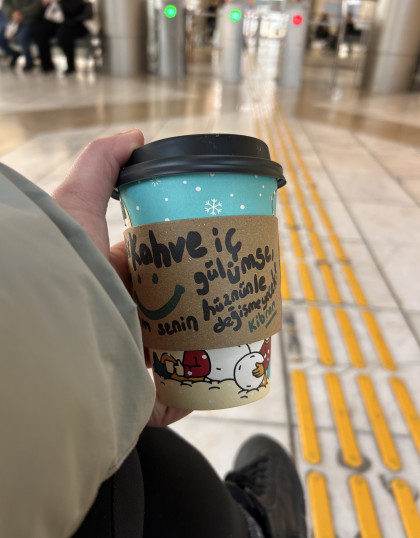 Kahve iç
gülümse,
senin hüznünle
değişmeyecek!
Kibrit